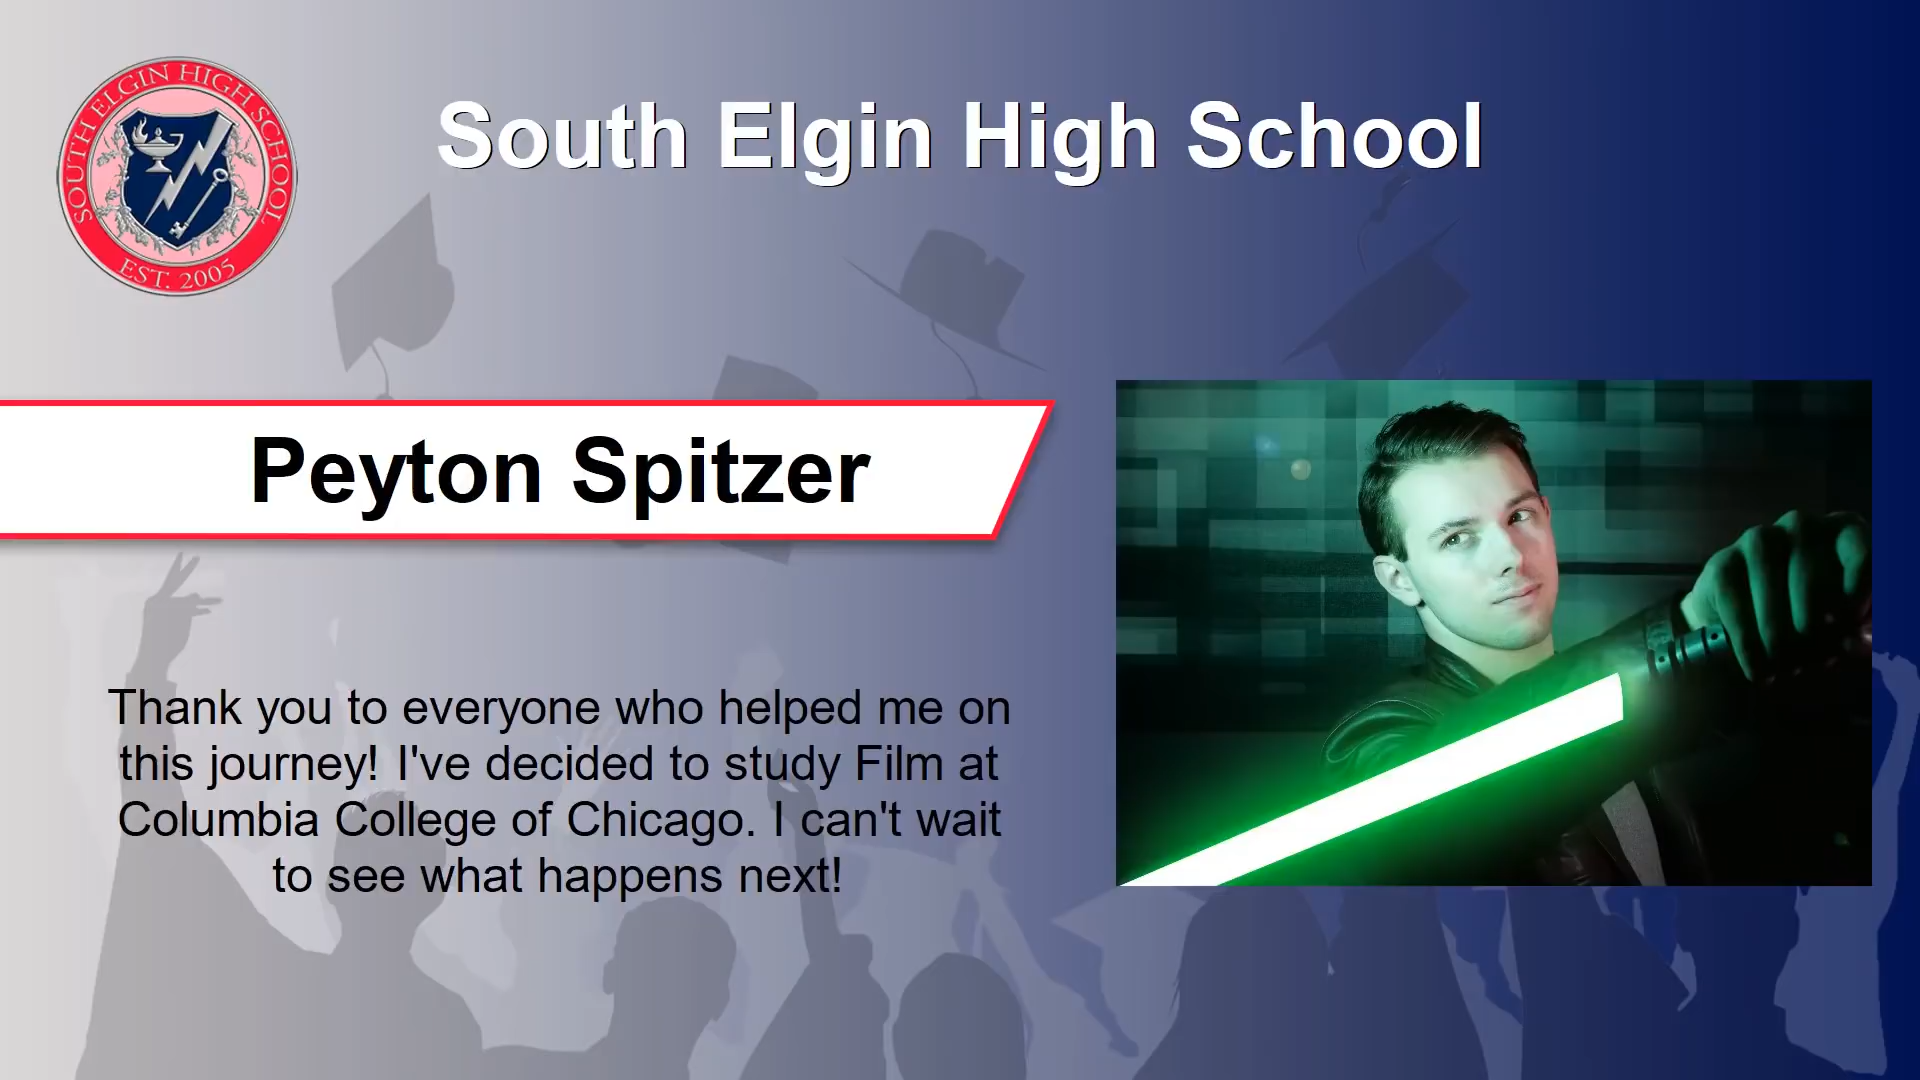 SOUTH ELGIN HIGH SCHOOL
EST. 2005
South Elgin High School
Peyton Spitzer
Thank you to everyone who helped me on
this journey! I've decided to study Film at
Columbia College of Chicago. I can't wait
to see what happens next!